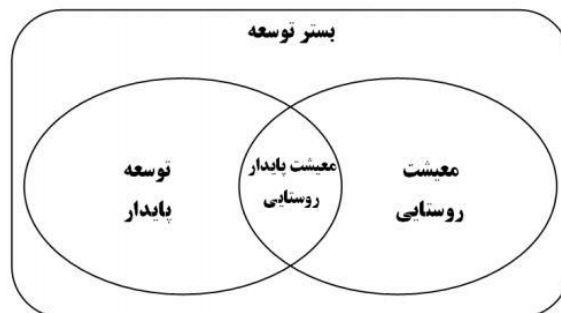 بستر توسعه
معیشت
روستایی
معیشت پایدار
روستایی
توسعه
پایدار